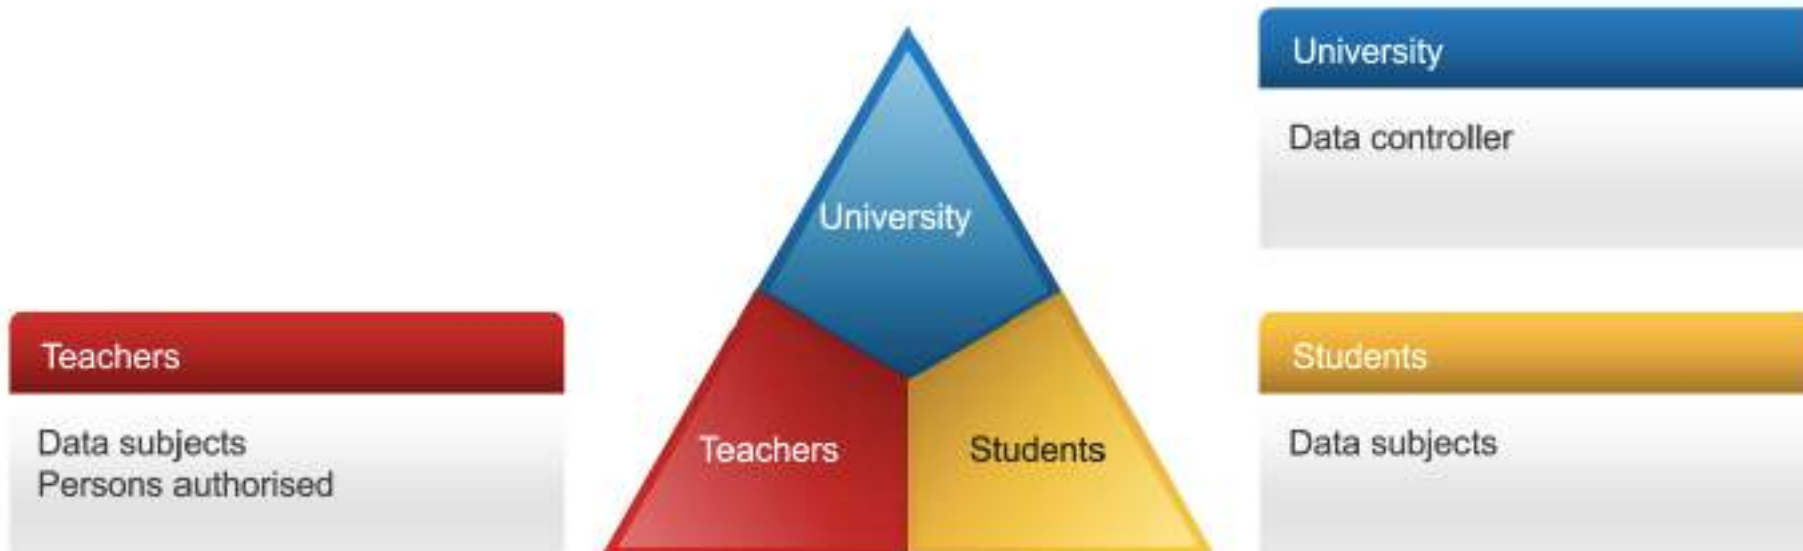 University
Data controller
University
Teachers
Data subjects
Persons authorised
Teachers
Students
Students
Data subjects